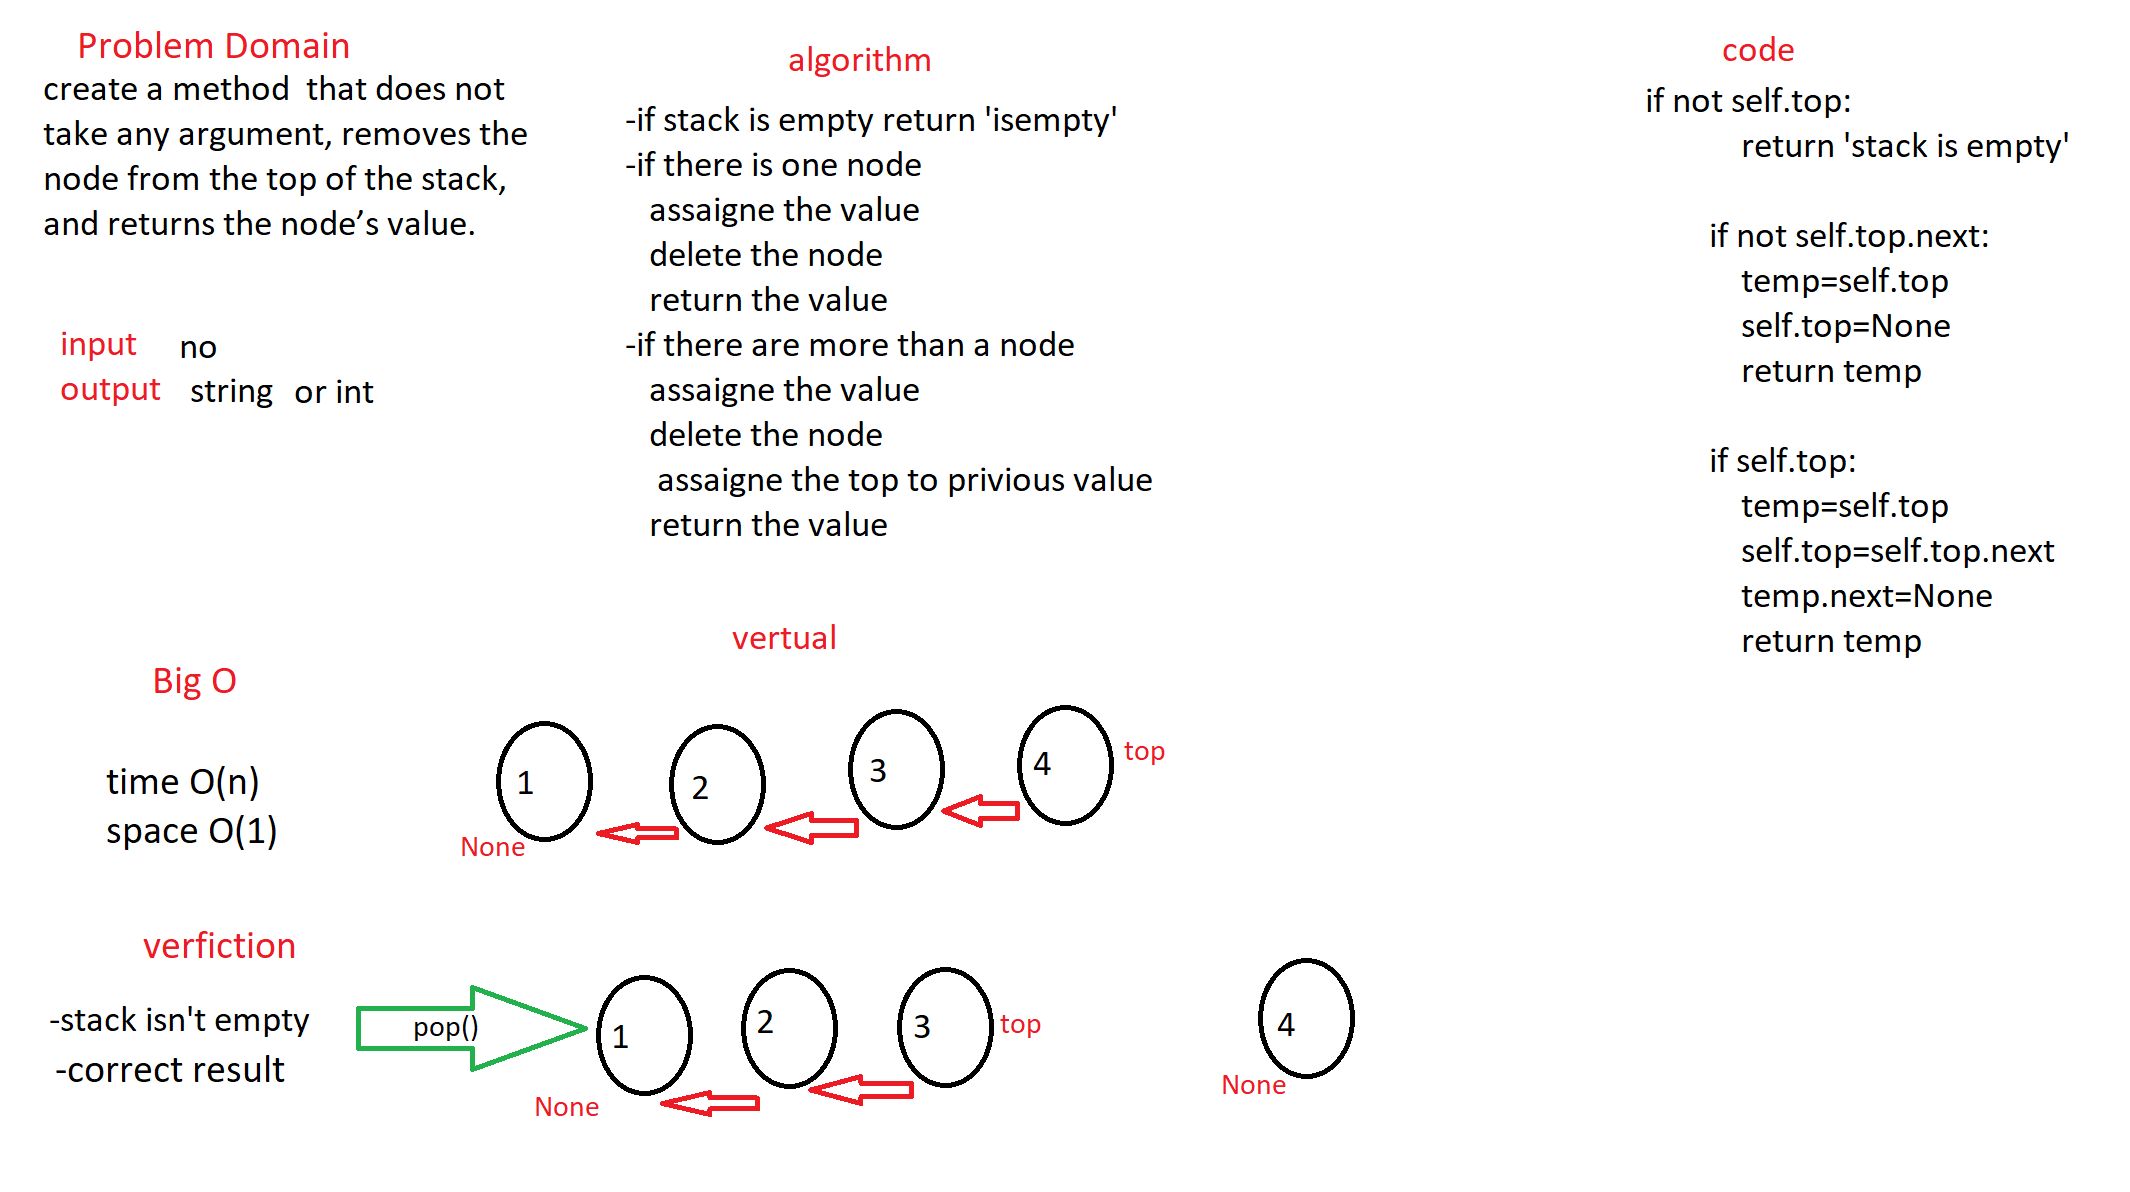 Problem Domain
create a method  that does not
take any argument, removes the
node from the top of the stack,
and returns the node’s value.
input no
output string or int
algorithm
-if stack is empty return 'isempty'
-if there is one node
assaigne the value
delete the node
return the value
-if there are more than a node
assaigne the value
delete the node
assaigne the top to privious value
return the value
code
if not self.top:
return 'stack is empty'
if not self.top.next:
temp=self.top
self.top=None
return temp
if self.top:
temp=self.top
self.top=self.top.next
temp.next=None
return temp
Big O
time O(n)
space O(1)
vertual
1 2 3 4 top
None
verfiction
-stack isn't empty
-correct result
pop()
1 2 3 top 4
None None